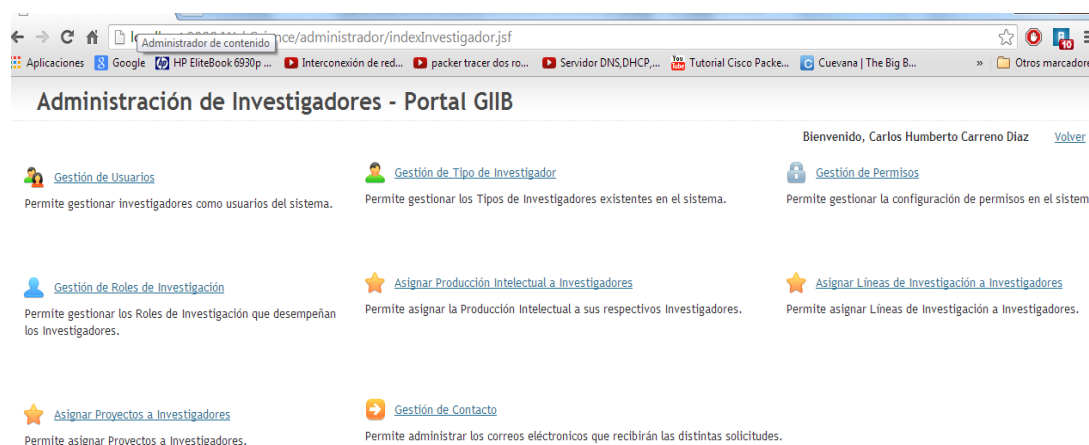 nce/administrador/indexInvestigador.jsf
Administrador de contenido
10
Aplicaciones Google HP EliteBook 6930p ... Interconexión de red... packer tracer dos ro... Servidor DNS,DHCP,... You Tube Tutorial Cisco Packe... Cuevana | The Big B... » Otros marcadore
Administración de Investigadores - Portal GIIB
Bienvenido, Carlos Humberto Carreno Diaz Volver
Gestión de Usuarios
Permite gestionar investigadores como usuarios del sistema.
Gestión de Tipo de Investigador
Permite gestionar los Tipos de Investigadores existentes en el sistema.
Gestión de Permisos
Permite gestionar la configuración de permisos en el sistem
Gestión de Roles de Investigación
Permite gestionar los Roles de Investigación que desempeñan
los Investigadores.
Asignar Producción Intelectual a Investigadores
Permite asignar la Producción Intelectual a sus respectivos Investigadores.
Asignar Líneas de Investigación a Investigadores
Permite asignar Líneas de Investigación a Investigadores.
Asignar Proyectos a Investigadores
Permite asignar Proyectos a Investigadores.
Gestión de Contacto
Permite administrar los correos eléctronicos que recibirán las distintas solicitudes.